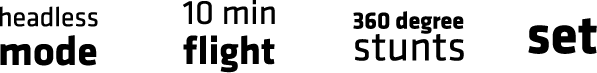 headless
mode
10 min
flight
360 degree
stunts
set